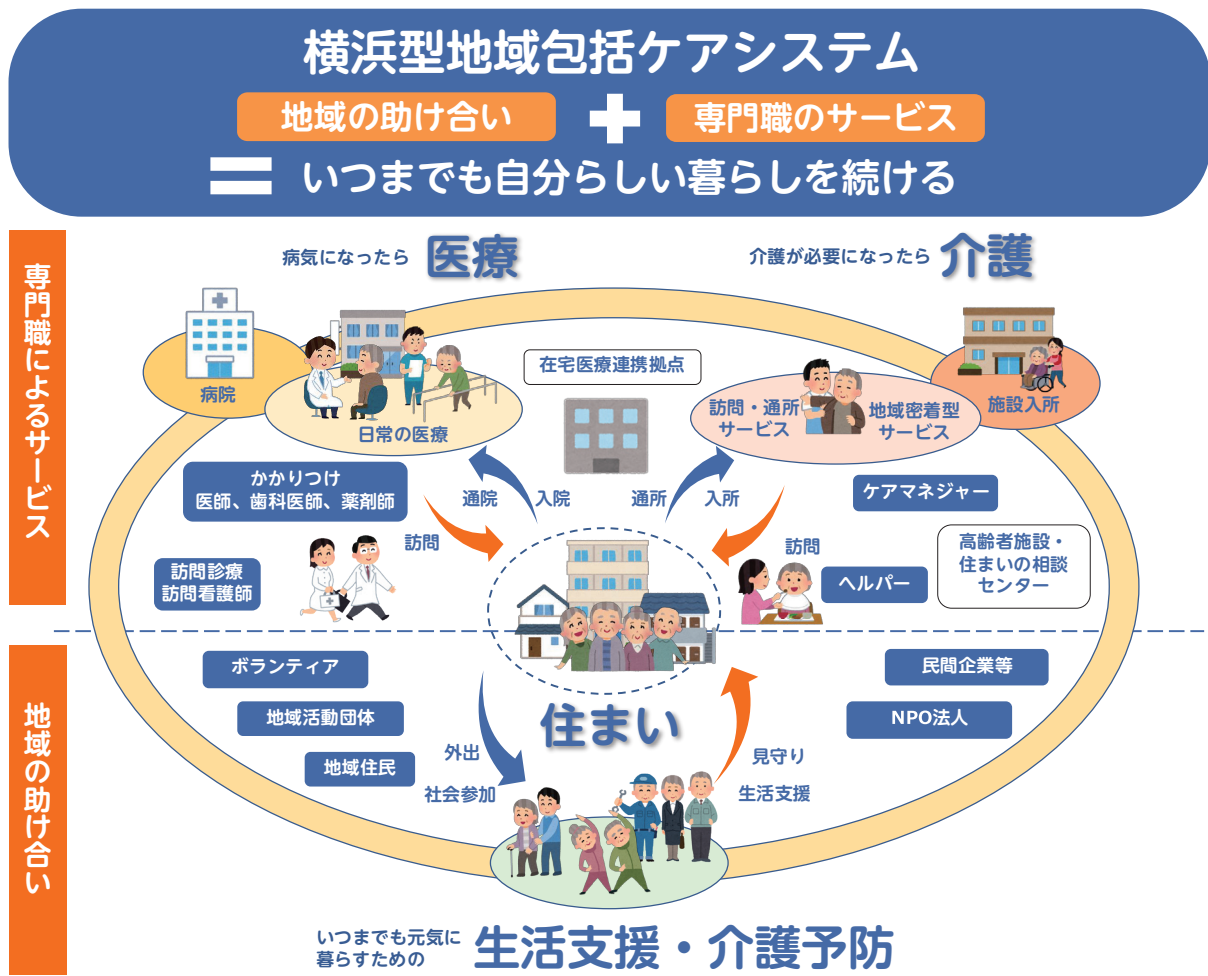 横浜型地域包括ケアシステム
地域の助け合い
+
専門職のサービス
=
いつまでも自分らしい暮らしを続ける
専門職によるサービス
病気になったら
医療
介護が必要になったら
介護
病院
日常の医療
在宅医療連携拠点
訪問・通所
サービス
地域密着型
サービス
施設入所
かかりつけ
医師、歯科医師、薬剤師
通院
入院
通所
入所
ケアマネジャー
訪問
訪問
訪問診療
訪問看護師
ヘルパー
高齢者施設・
住まいの相談
センター
地域の助け合い
ボランティア
地域活動団体
地域住民
住まい
民間企業等
NPO法人
外出
社会参加
見守り
生活支援
いつまでも元気に
暮らすための
生活支援・介護予防